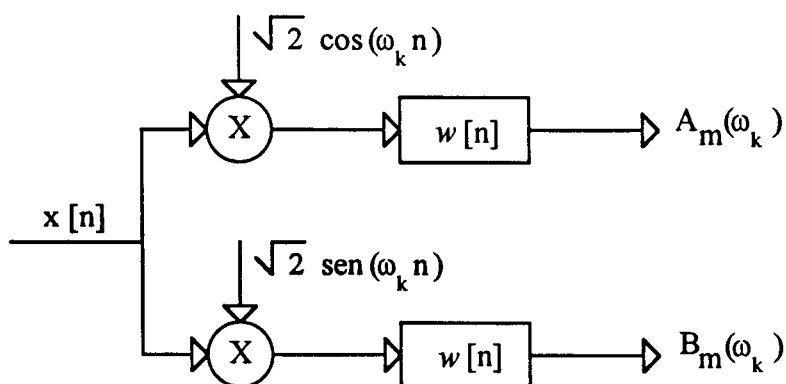 √2 cos(ω_k n)
X
w[n]
A_m(ω_k)
x[n]
√2 sen(ω_k n)
X
w[n]
B_m(ω_k)